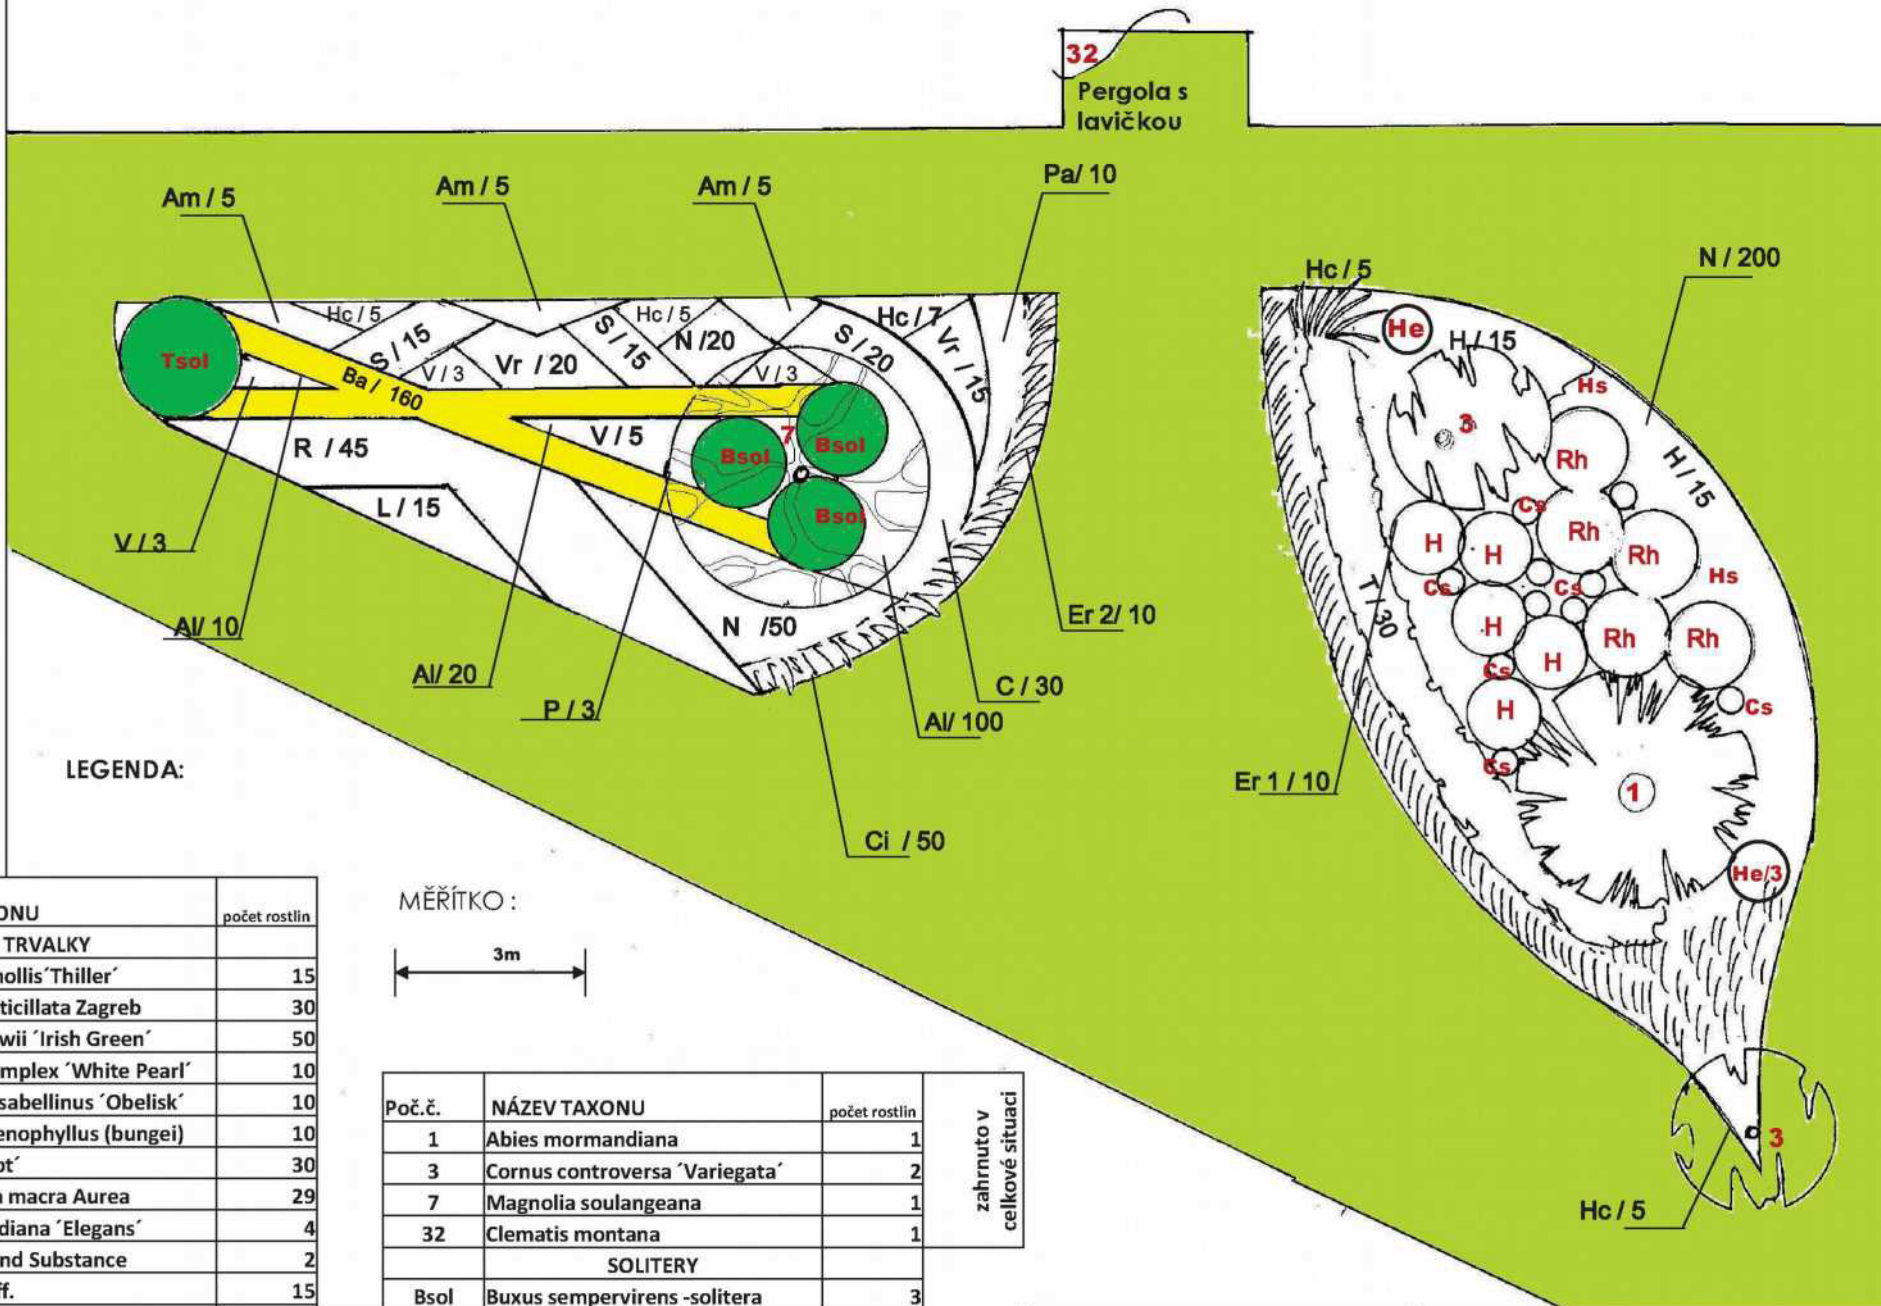 32
Pergola s
lavičkou
Am / 5
Am / 5
Am / 5
Pa/ 10
N / 200
Hc / 5
Hc / 5
Hc / 5
Hc / 7
He
H / 15
Tsol
S / 15
S / 15
N /20
S / 20
Vr / 15
Ba / 160
V / 3
Vr / 20
V / 3
Hs
3
R / 45
V / 5
7
Bsol
Bsol
Bsol
Rh
H / 15
L / 15
Cs
Rh
Rh
V / 3
H
H
Cs
Cs
Hs
T / 30
Al/ 10
N /50
Er 2/ 10
H
Rh
Rh
Al/ 20
H
Cs
P / 3
C / 30
Al/ 100
H
Cs
LEGENDA:
Cs
Er 1 / 10
1
Ci / 50
He/3
MĚŘÍTKO :
3m
ONU počet rostlin
TRVALKY
nollis´Thiller´ 15
ticillata Zagreb 30
wii ´Irish Green´ 50
mplex ´White Pearl´ 10
sabellinus ´Obelisk´ 10
enophyllus (bungei) 10
ot´ 30
macra Aurea 29
diana ´Elegans´ 4
nd Substance 2
ff. 15
Poč.č. NÁZEV TAXONU počet rostlin
1 Abies mormandiana 1
3 Cornus controversa ´Variegata´ 2
7 Magnolia soulangeana 1
32 Clematis montana 1
zahrnuto v
celkové situaci
SOLITERY
Bsol Buxus sempervirens -solitera 3
3
Hc / 5